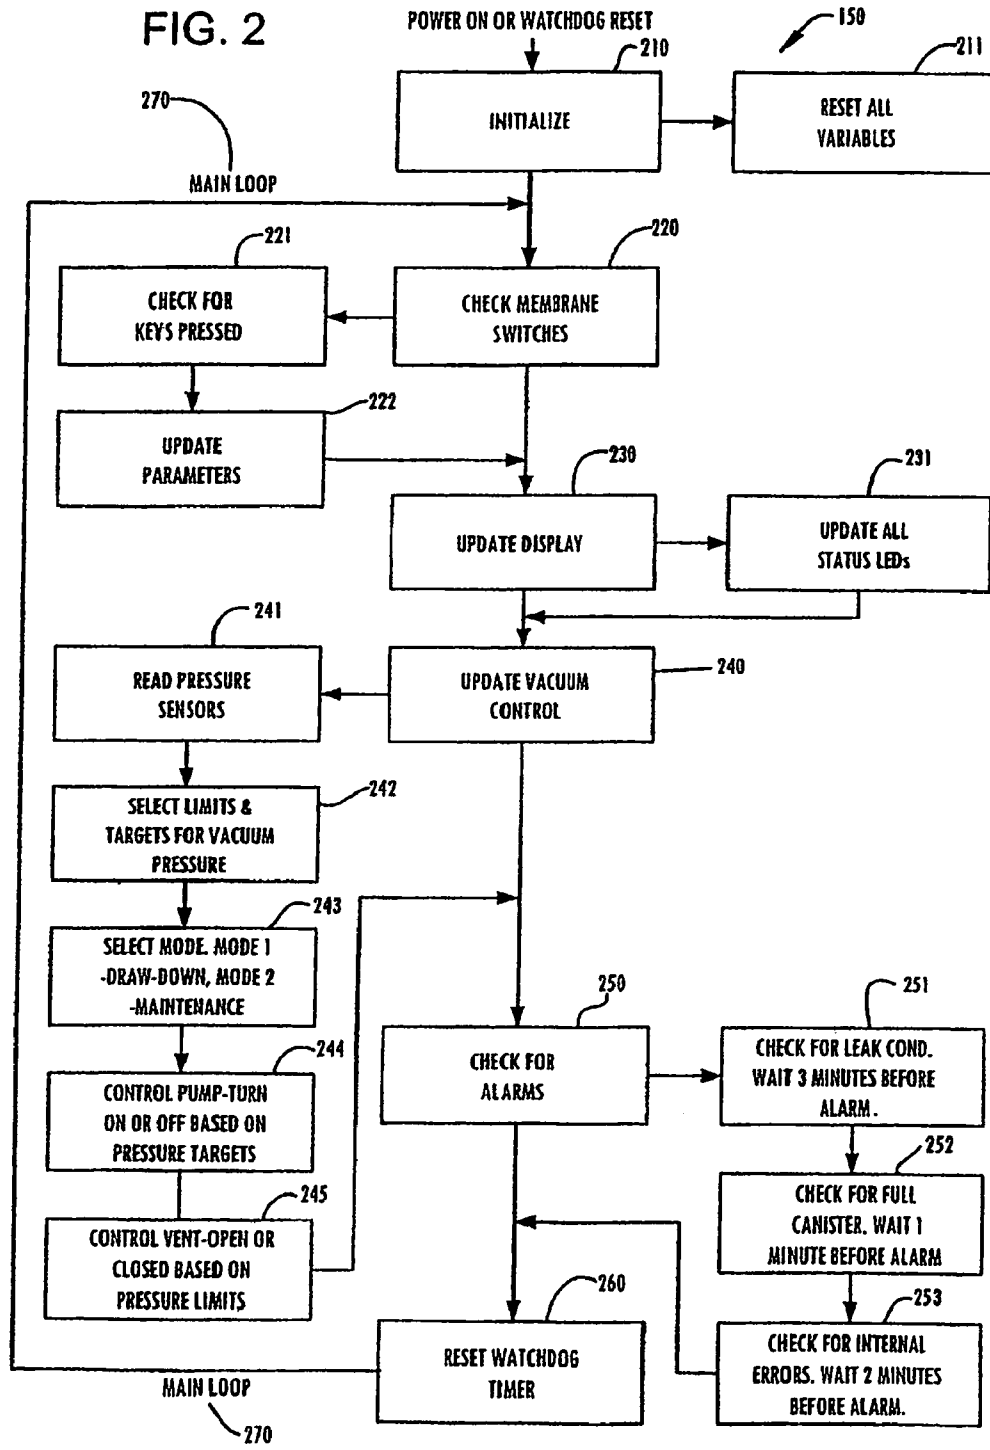 FIG. 2
POWER ON OR WATCHDOG RESET
150
210
211
INITIALIZE
RESET ALL
VARIABLES
270
MAIN LOOP
221
220
CHECK FOR
KEYS PRESSED
CHECK MEMBRANE
SWITCHES
222
UPDATE
PARAMETERS
230
231
UPDATE DISPLAY
UPDATE ALL
STATUS LEDs
241
240
READ PRESSURE
SENSORS
UPDATE VACUUM
CONTROL
242
SELECT LIMITS &
TARGETS FOR VACUUM
PRESSURE
243
SELECT MODE. MODE 1
-DRAW-DOWN, MODE 2
-MAINTENANCE
250
251
CHECK FOR
ALARMS
CHECK FOR LEAK COND.
WAIT 3 MINUTES BEFORE
ALARM.
244
CONTROL PUMP-TURN
ON OR OFF BASED ON
PRESSURE TARGETS
252
CHECK FOR FULL
CANISTER. WAIT 1
MINUTE BEFORE ALARM
245
CONTROL VENT-OPEN OR
CLOSED BASED ON
PRESSURE LIMITS
260
253
RESET WATCHDOG
TIMER
CHECK FOR INTERNAL
ERRORS. WAIT 2 MINUTES
BEFORE ALARM.
MAIN LOOP
270